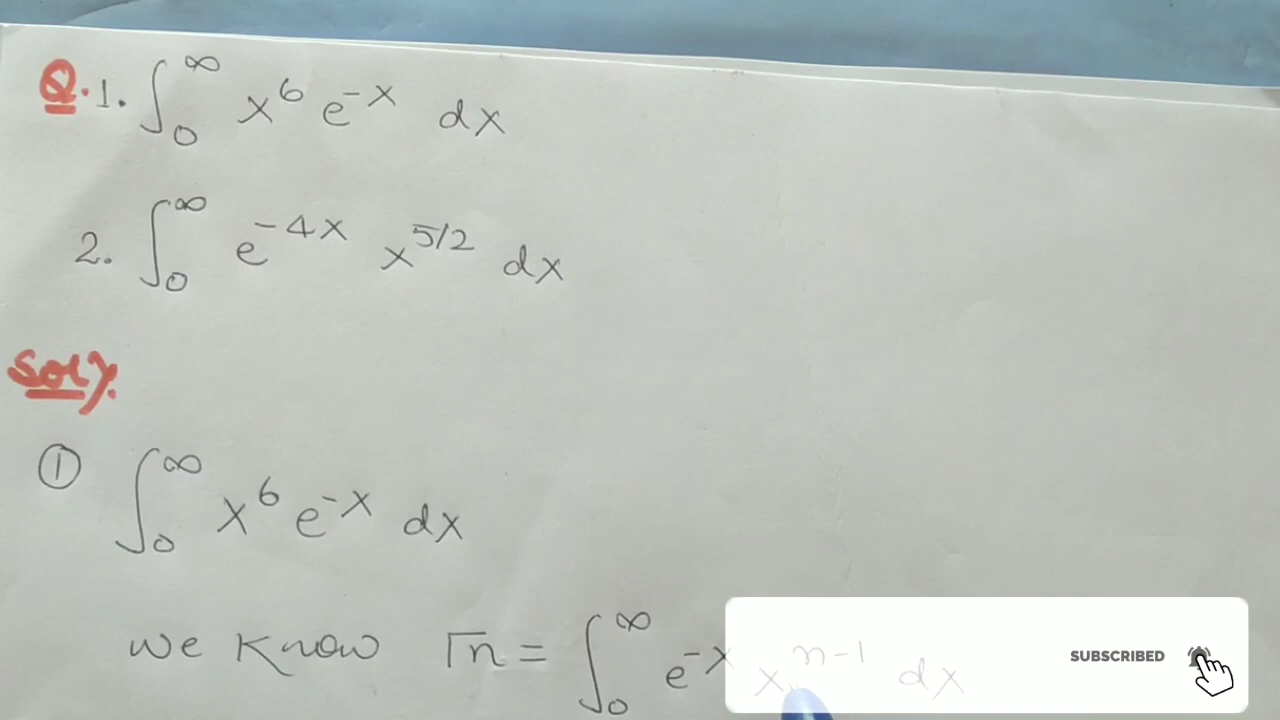 Q.1. ∫₀^∞ x⁶ e⁻ˣ dx
2. ∫₀^∞ e⁻⁴ˣ x^{5/2} dx
Soln.
① ∫₀^∞ x⁶ e⁻ˣ dx
we know Γn = ∫₀^∞ e⁻ˣ xⁿ⁻¹ dx
SUBSCRIBED